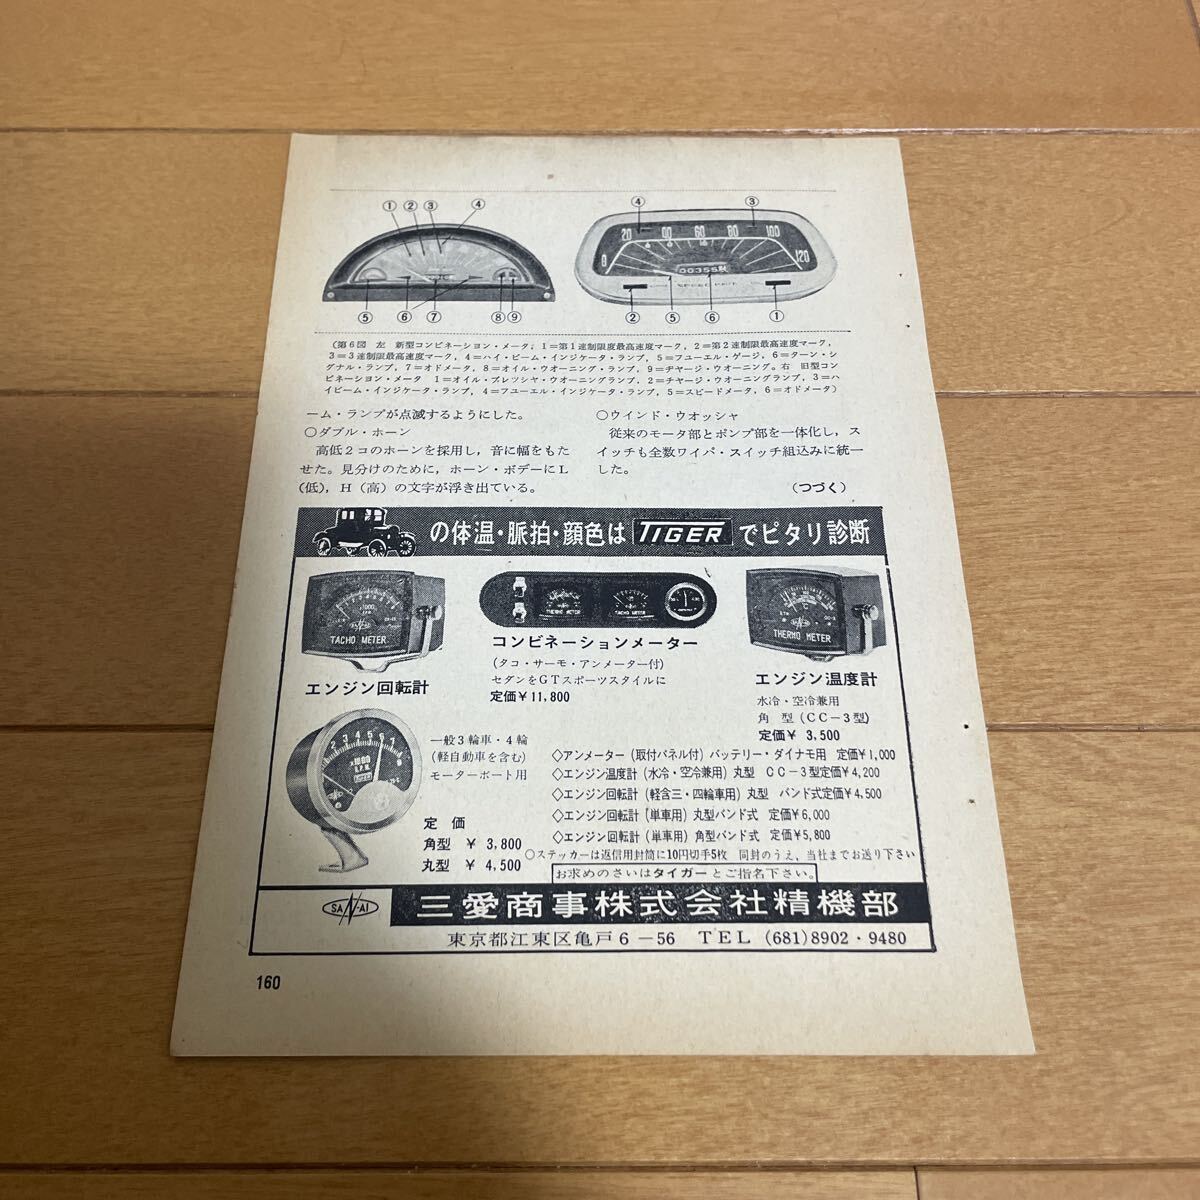 ① ② ③ ④
⑤ ⑥ ⑦ ⑧ ⑨
④ ③
0 20 60 80 100 120
SPEED
② ⑤ ⑥ ①
(第6図 左 新型コンビネーション・メータ, 1=第1速制限度最高速度マーク, 2=第2速制限最高速度マーク,
3=3速制限最高速度マーク, 4=ハイ・ビーム・インジケータ・ランプ, 5=フューエル・ゲージ, 6=ターン・シ
グナル・ランプ, 7=オドメータ, 8=オイル・ウオーニング・ランプ, 9=チャージ・ウオーニング。右 旧型コン
ビネーション・メータ 1=オイル・プレッシャ・ウオーニングランプ, 2=チャージ・ウオーニングランプ, 3=ハ
イビーム・インジケータ・ランプ, 4=フユーエル・インジケータ・ランプ, 5=スピードメータ, 6=オドメータ)
ーム・ランプが点滅するようにした。
○ダブル・ホーン
高低2コのホーンを採用し,音に幅をもた
せた。見分けのために,ホーン・ボデーにL
(低), H (高) の文字が浮き出ている。
○ウインド・ウオッシャ
従来のモータ部とポンプ部を一体化し,ス
イッチも全数ワイパ・スイッチ組込みに統一
した。
(つづく)
の体温・脈拍・顔色は TIGER でピタリ診断
TACHO METER
エンジン回転計
THERMO METER
TACHO METER
コンビネーションメーター
(タコ・サーモ・アンメーター付)
セダンをGTスポーツスタイルに
定価¥11,800
THERMO METER
エンジン温度計
水冷・空冷兼用
角 型 (CC-3型)
定価¥ 3,500
×1000
R.P.M.
一般3輪車・4輪
(軽自動車を含む)
モーターボート用
定 価
角型 ¥ 3,800
丸型 ¥ 4,500
◇アンメーター (取付パネル付) バッテリー・ダイナモ用 定価¥1,000
◇エンジン温度計 (水冷・空冷兼用) 丸型 CC-3型定価¥4,200
◇エンジン回転計 (軽含三・四輪車用) 丸型 バンド式定価¥4,500
◇エンジン回転計 (単車用) 丸型バンド式 定価¥6,000
◇エンジン回転計 (単車用) 角型バンド式 定価¥5,800
○ステッカーは返信用封筒に10円切手5枚 同封のうえ,当社までお送り下さい
お求めのさいはタイガーとご指名下さい。
SAN-AI
三愛商事株式会社精機部
東京都江東区亀戸6-56 TEL (681)8902・9480
160